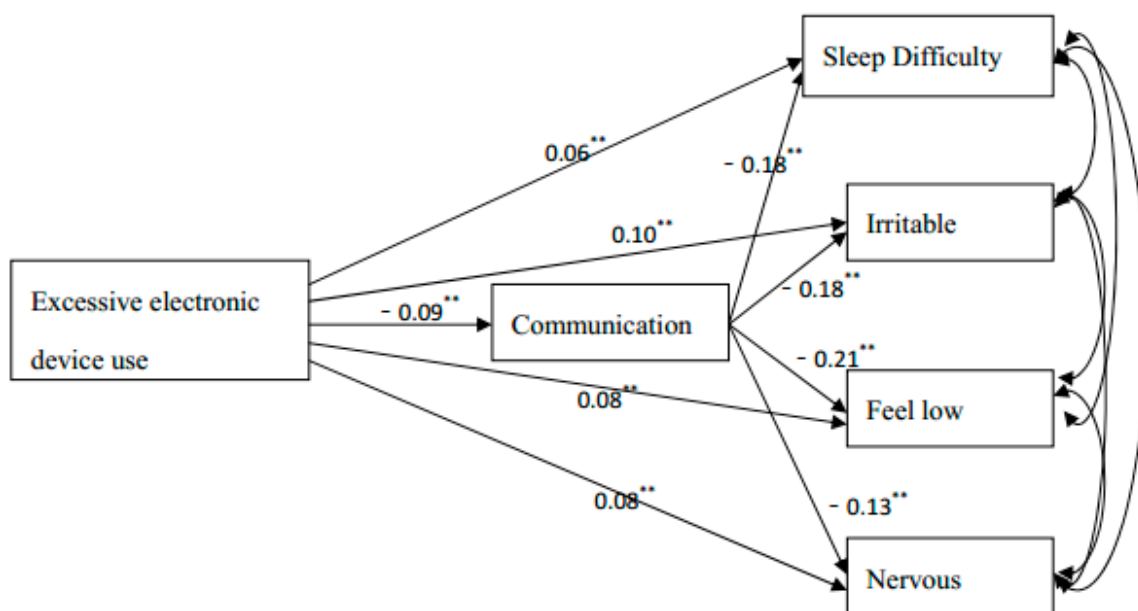 Sleep Difficulty
0.06**
- 0.18**
Irritable
0.10**
Excessive electronic
device use
- 0.09**
Communication
- 0.18**
- 0.21**
0.08**
Feel low
0.08**
- 0.13**
Nervous